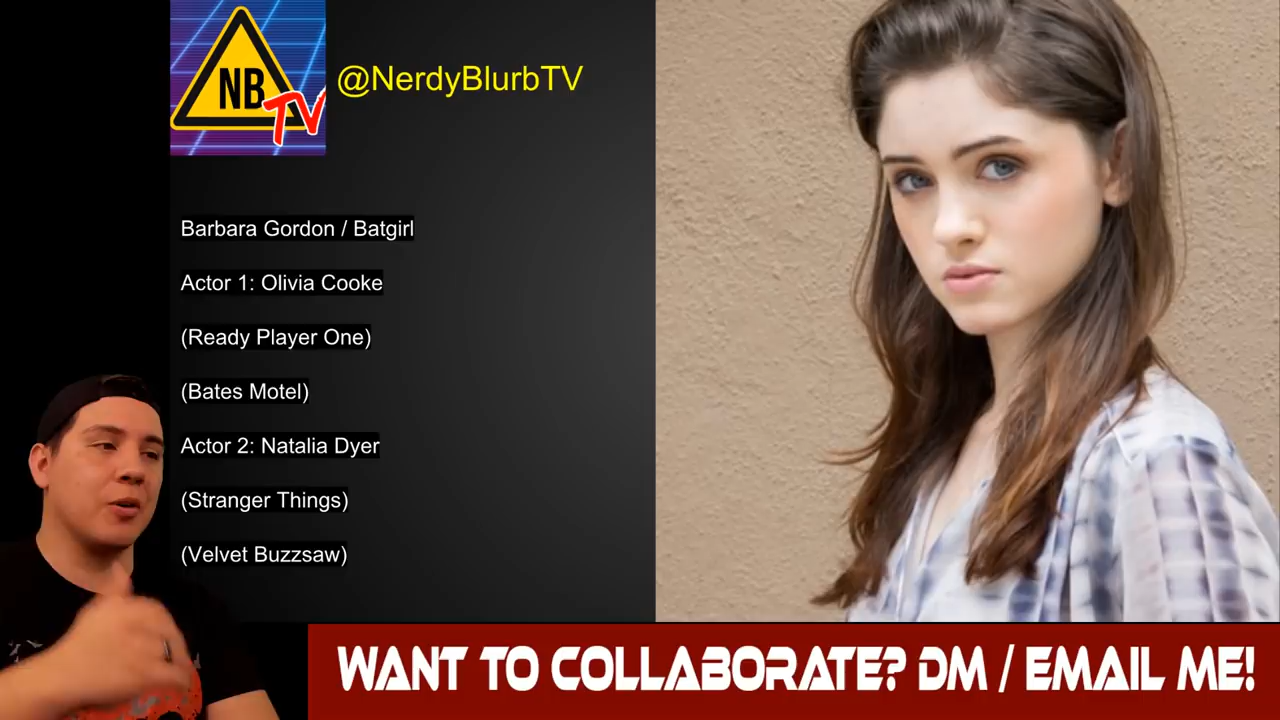 NB
TV
@NerdyBlurbTV
Barbara Gordon / Batgirl
Actor 1: Olivia Cooke
(Ready Player One)
(Bates Motel)
Actor 2: Natalia Dyer
(Stranger Things)
(Velvet Buzzsaw)
WANT TO COLLABORATE? DM / EMAIL ME!